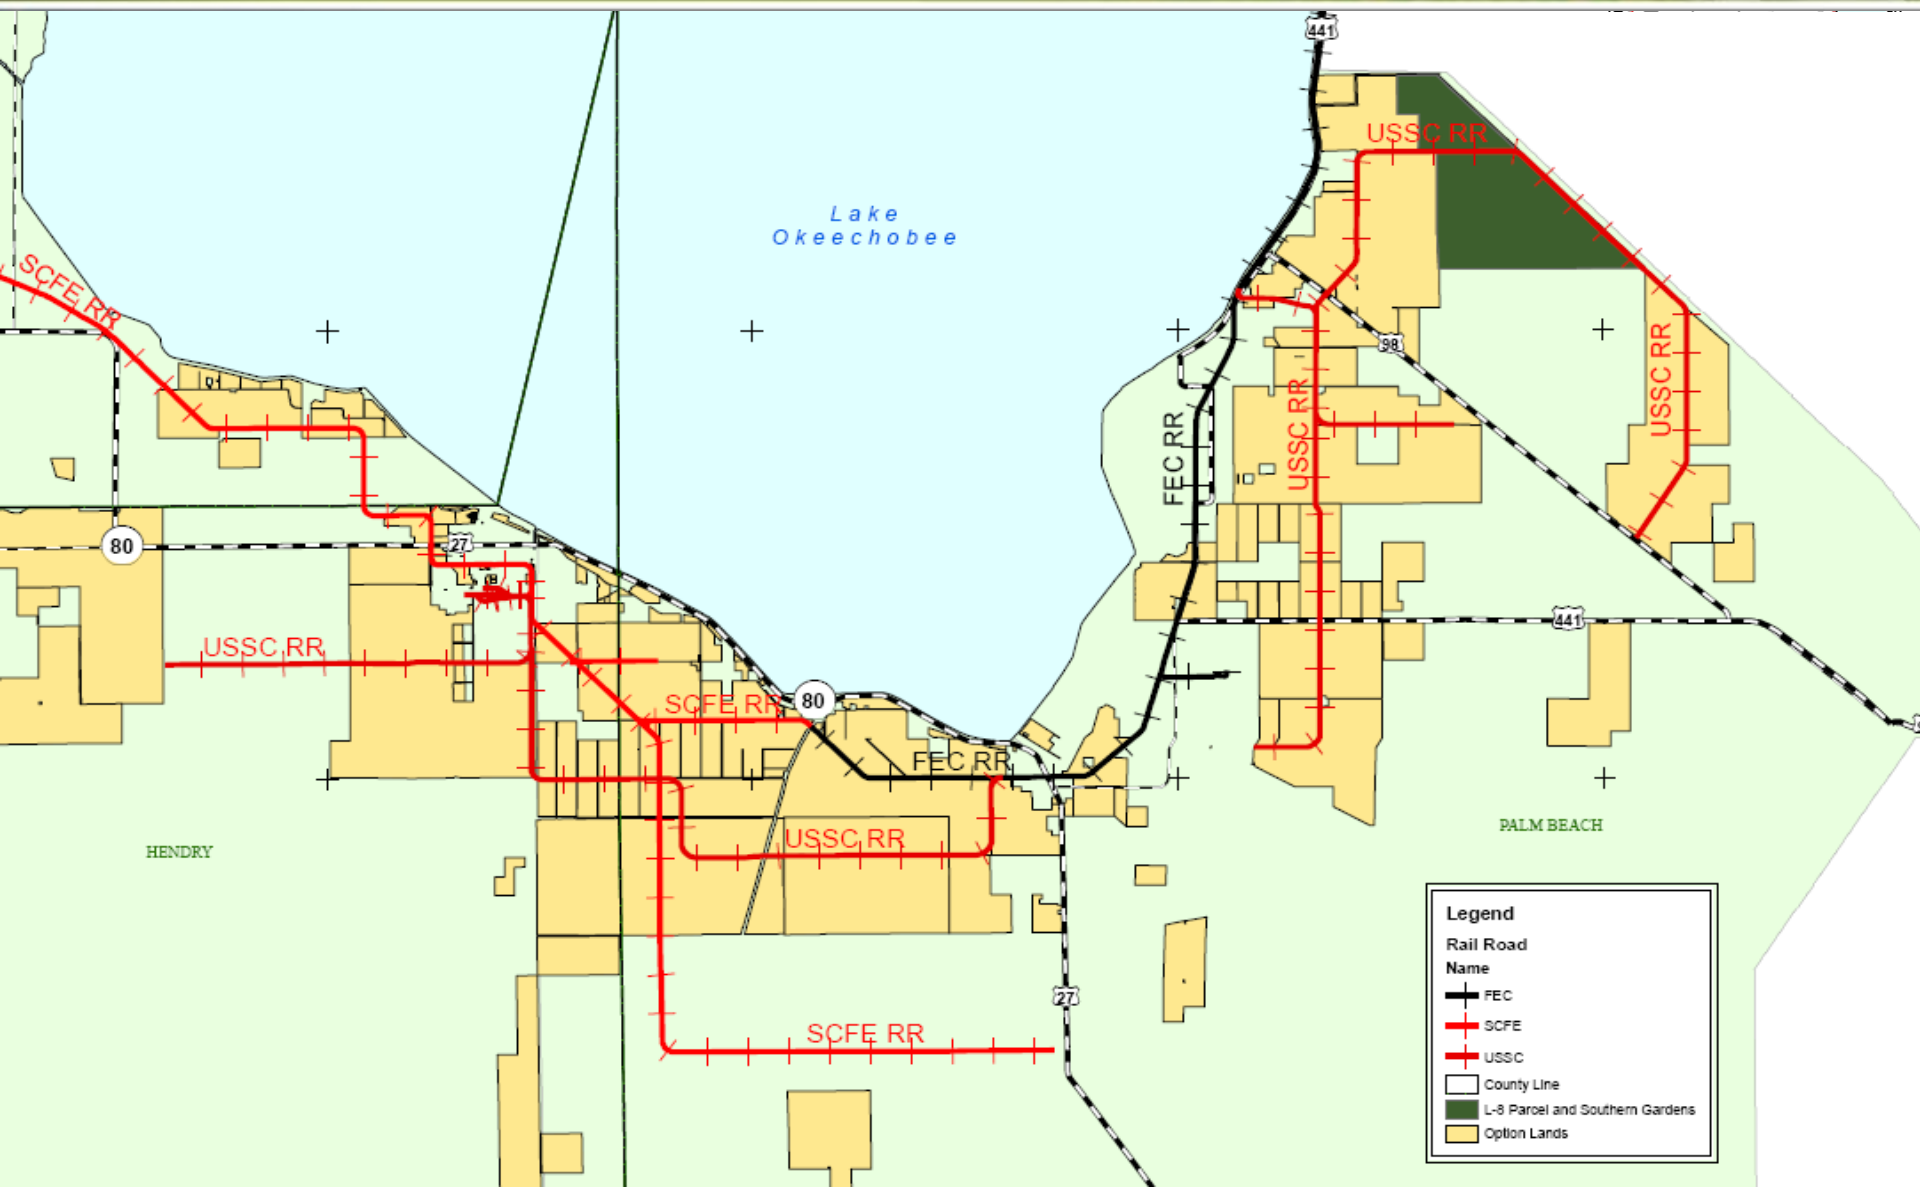 441
USSC RR
Lake
Okeechobee
SCFE RR
98
USSC RR
USSC RR
FEC RR
80
27
441
USSC RR
SCFE RR
80
FEC RR
USSC RR
HENDRY
PALM BEACH
27
SCFE RR
Legend
Rail Road
Name
FEC
SCFE
USSC
County Line
L-8 Parcel and Southern Gardens
Option Lands